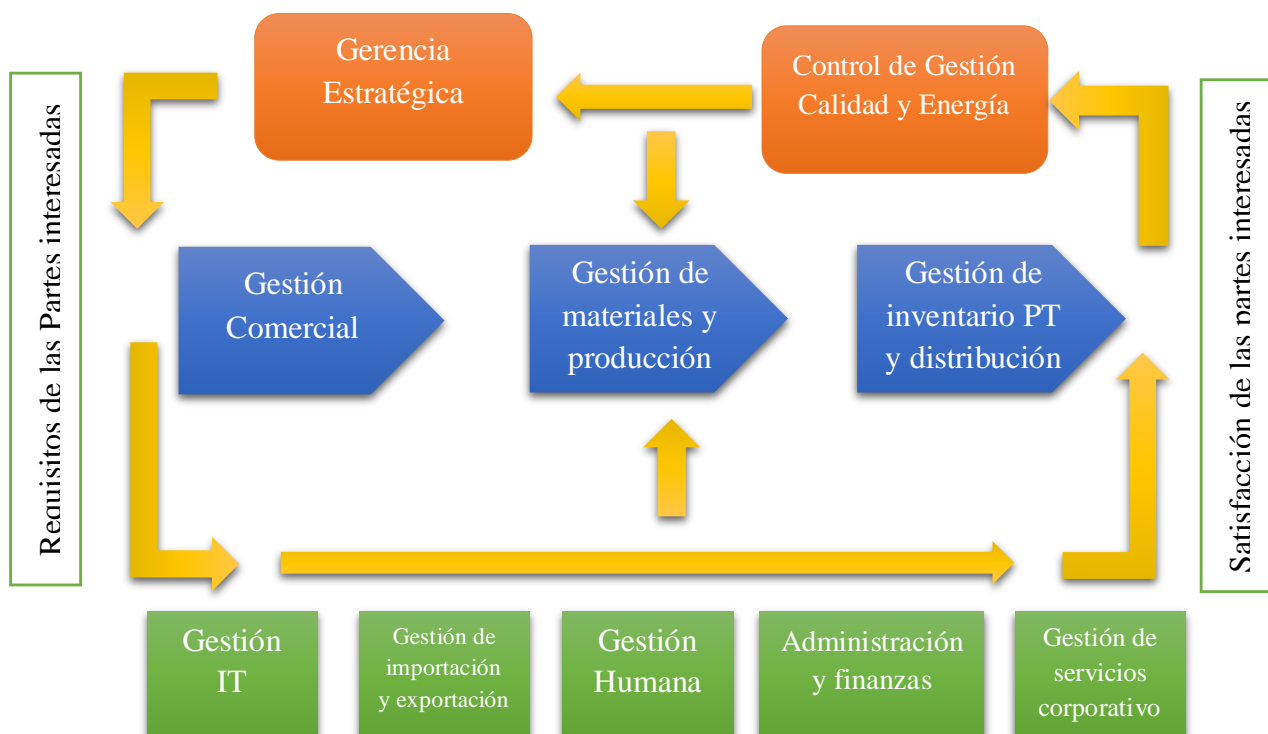 Requisitos de las Partes interesadas
Gerencia
Estratégica
Control de Gestión
Calidad y Energía
Gestión
Comercial
Gestión de
materiales y
producción
Gestión de
inventario PT
y distribución
Satisfacción de las partes interesadas
Gestión
IT
Gestión de
importación
y exportación
Gestión
Humana
Administración
y finanzas
Gestión de
servicios
corporativo